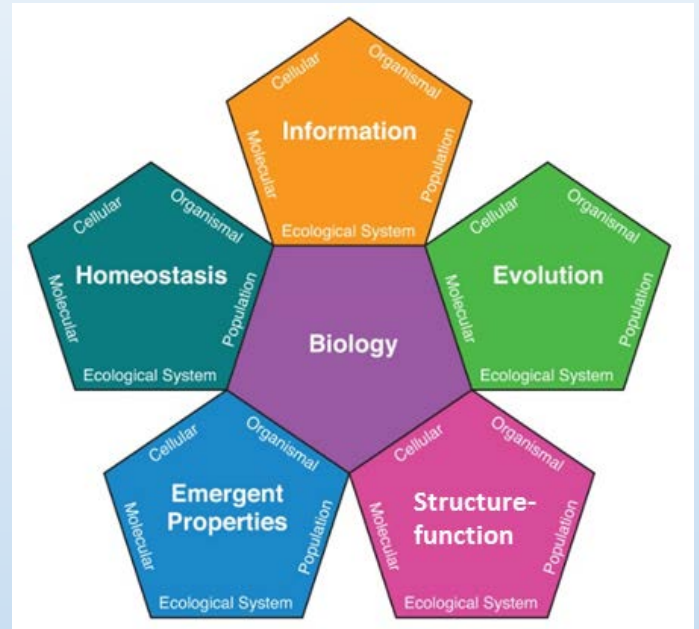 Cellular
Organismal
Information
Molecular
Population
Ecological System
Cellular
Organismal
Homeostasis
Molecular
Population
Ecological System
Cellular
Organismal
Evolution
Molecular
Population
Ecological System
Biology
Cellular
Organismal
Emergent
Properties
Molecular
Population
Ecological System
Cellular
Organismal
Structure-
function
Molecular
Population
Ecological System